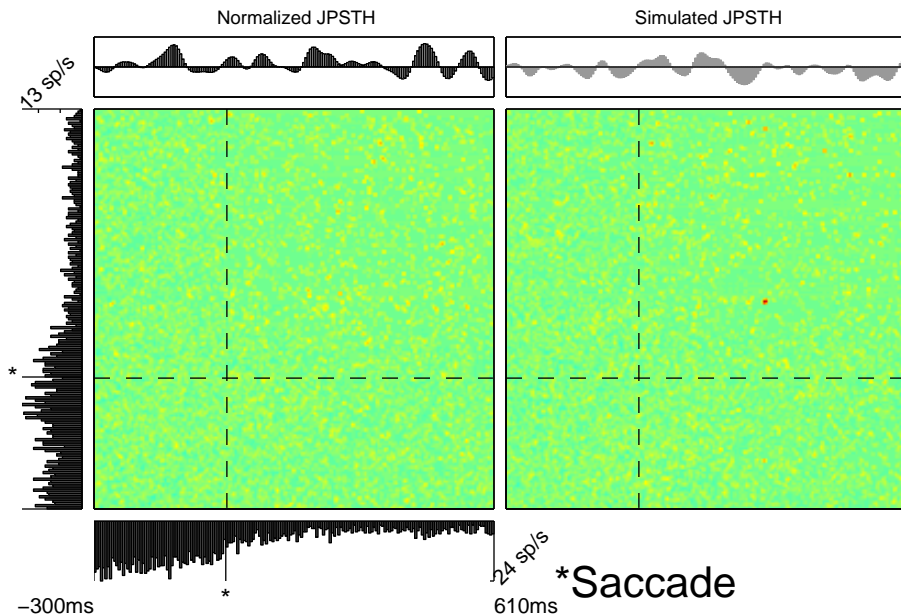 Normalized JPSTH
Simulated JPSTH
13 sp/s
*
*
24 sp/s
*Saccade
−300ms
610ms